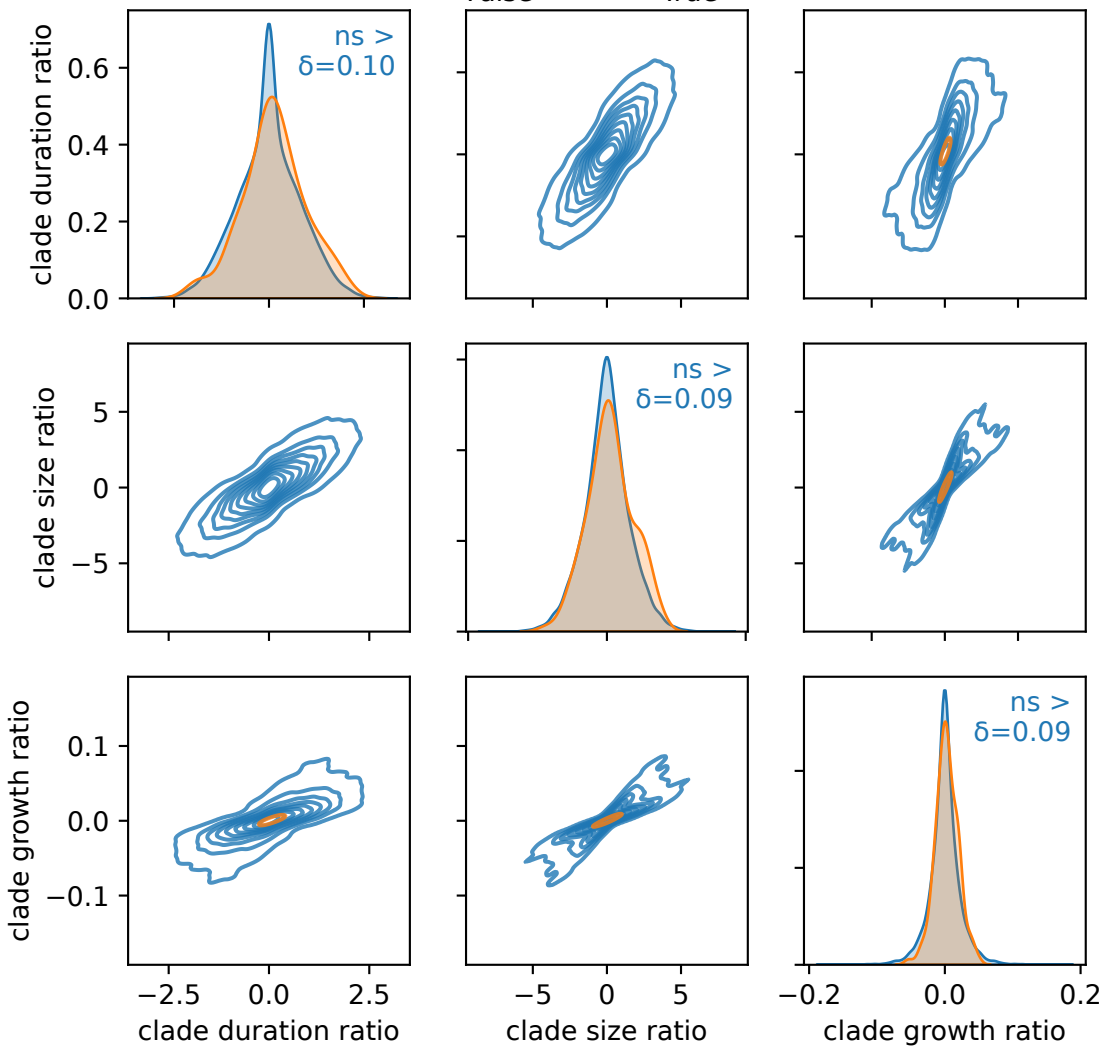 clade duration ratio
0.6
0.4
0.2
0.0
ns >
δ=0.10
−5
0
5
clade size ratio
5
0
−5
ns >
δ=0.09
clade growth ratio
0.1
0.0
−0.1
ns >
δ=0.09
−2.5
0.0
2.5
−5
0
5
−0.2
0.0
0.2
clade duration ratio
clade size ratio
clade growth ratio